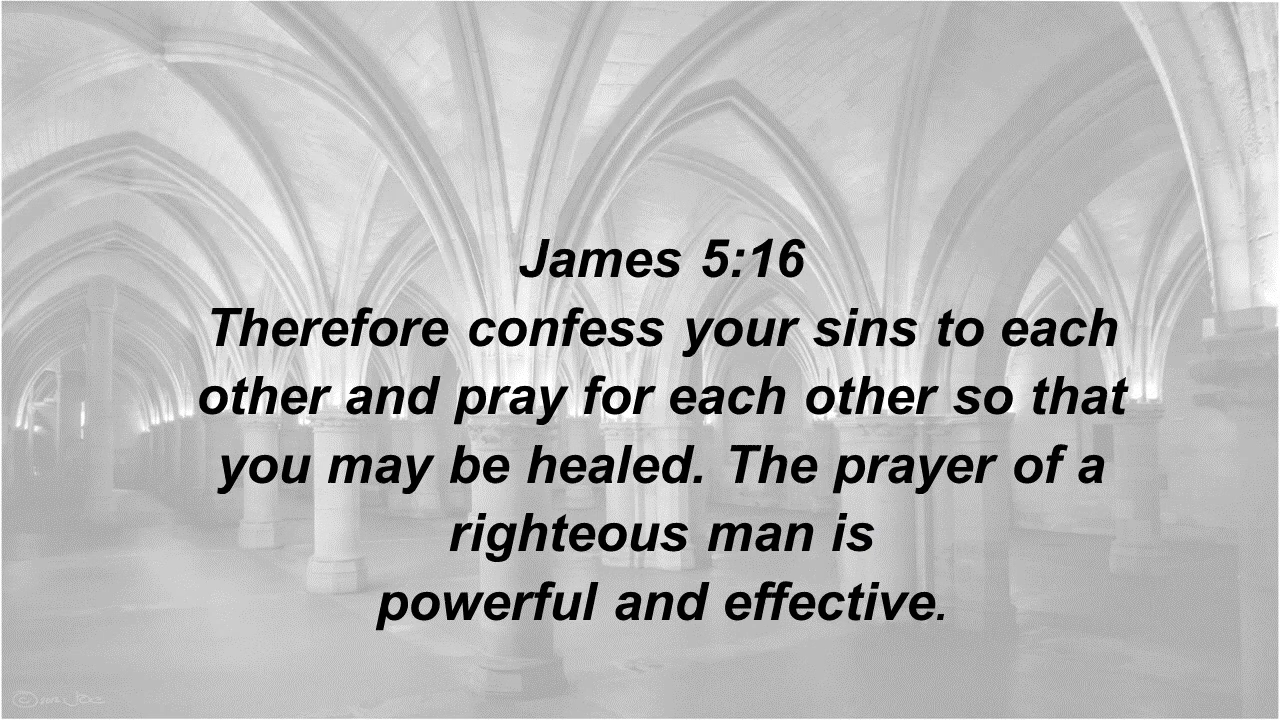 James 5:16
Therefore confess your sins to each
other and pray for each other so that
you may be healed. The prayer of a
righteous man is
powerful and effective.
©